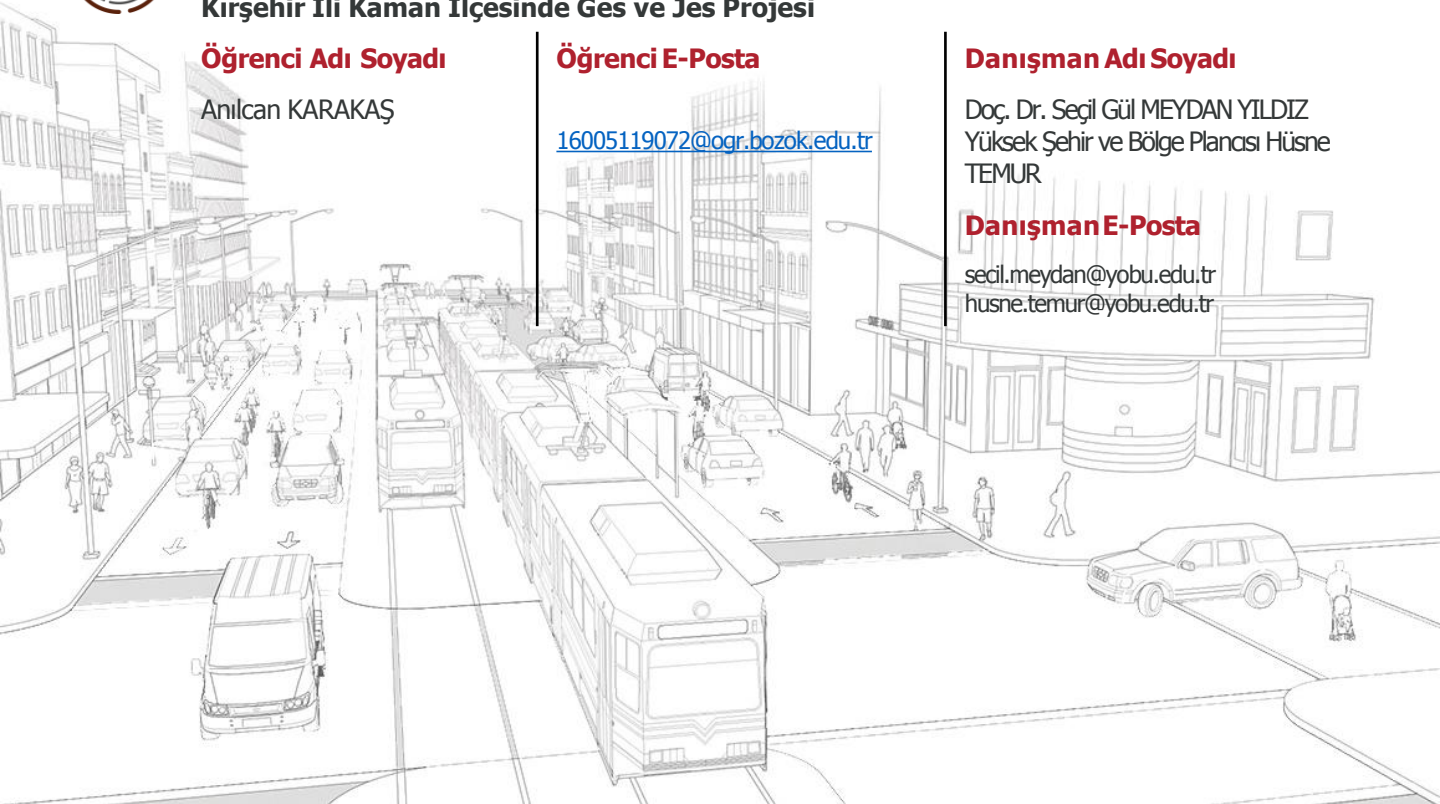 Kırşehir İli Kaman İlçesinde Ges ve Jes Projesi
Öğrenci Adı Soyadı
Anılcan KARAKAŞ
Öğrenci E-Posta
16005119072@ogr.bozok.edu.tr
Danışman Adı Soyadı
Doç. Dr. Seçil Gül MEYDAN YILDIZ
Yüksek Şehir ve Bölge Plancısı Hüsne
TEMUR
Danışman E-Posta
secil.meydan@yobu.edu.tr
husne.temur@yobu.edu.tr